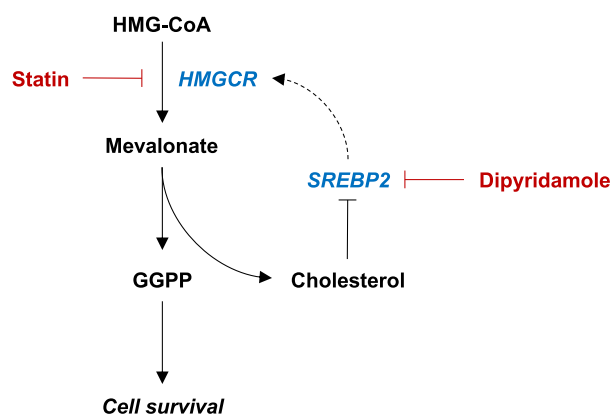 HMG-CoA
Statin
HMGCR
Mevalonate
SREBP2
Dipyridamole
GGPP
Cholesterol
Cell survival